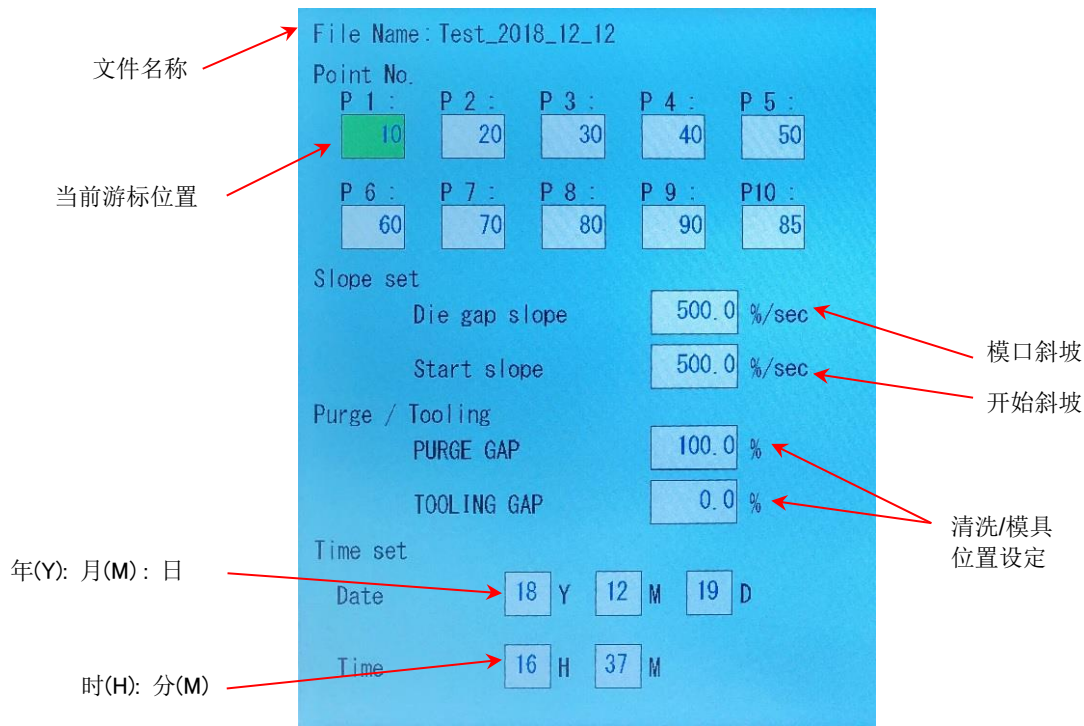 File Name:Test_2018_12_12
文件名称
Point No.
P 1 : P 2 : P 3 : P 4 : P 5 :
10 20 30 40 50
当前游标位置
P 6 : P 7 : P 8 : P 9 : P10 :
60 70 80 90 85
Slope set
Die gap slope 500.0 %/sec
模口斜坡
Start slope 500.0 %/sec
开始斜坡
Purge / Tooling
PURGE GAP 100.0 %
TOOLING GAP 0.0 %
清洗/模具
位置设定
Time set
年(Y): 月(M) : 日
Date 18 Y 12 M 19 D
Time 16 H 37 M
时(H): 分(M)